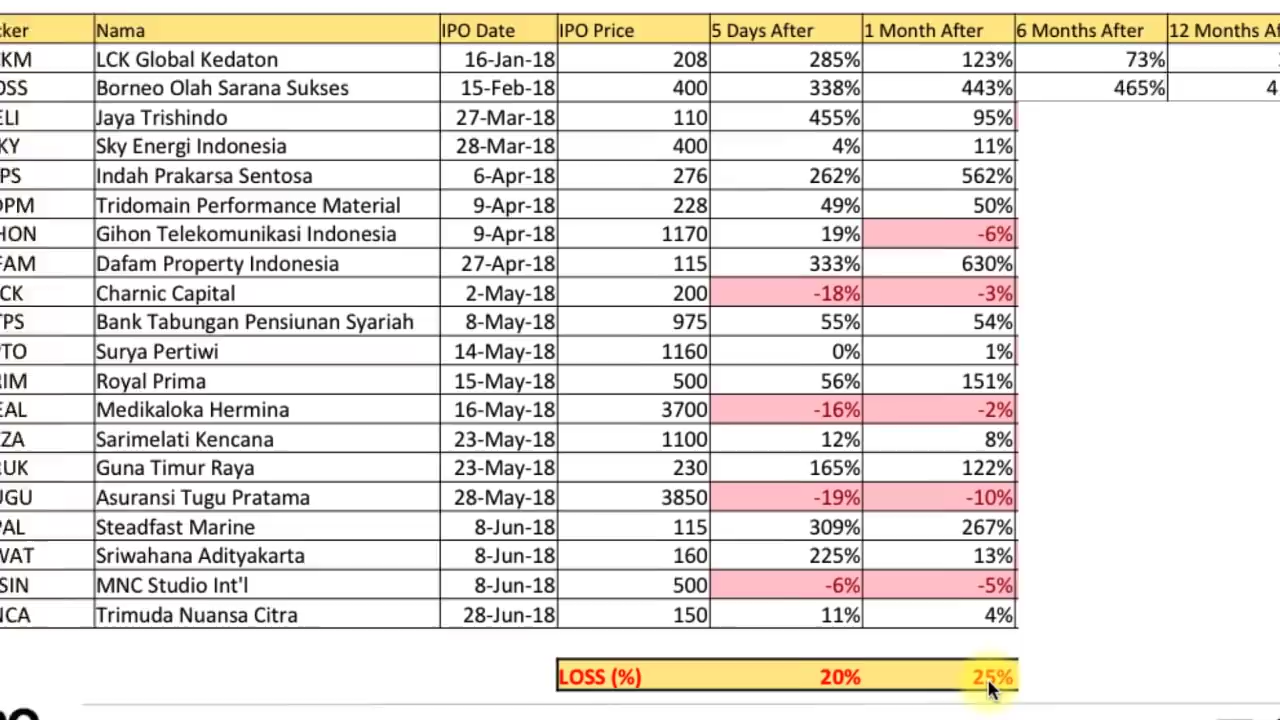 cker Nama IPO Date IPO Price 5 Days After 1 Month After 6 Months After 12 Months Af
KM LCK Global Kedaton 16-Jan-18 208 285% 123% 73%
OSS Borneo Olah Sarana Sukses 15-Feb-18 400 338% 443% 465% 4
ELI Jaya Trishindo 27-Mar-18 110 455% 95%
KY Sky Energi Indonesia 28-Mar-18 400 4% 11%
PS Indah Prakarsa Sentosa 6-Apr-18 276 262% 562%
DPM Tridomain Performance Material 9-Apr-18 228 49% 50%
HON Gihon Telekomunikasi Indonesia 9-Apr-18 1170 19% -6%
FAM Dafam Property Indonesia 27-Apr-18 115 333% 630%
CK Charnic Capital 2-May-18 200 -18% -3%
TPS Bank Tabungan Pensiunan Syariah 8-May-18 975 55% 54%
TO Surya Pertiwi 14-May-18 1160 0% 1%
RIM Royal Prima 15-May-18 500 56% 151%
EAL Medikaloka Hermina 16-May-18 3700 -16% -2%
ZZA Sarimelati Kencana 23-May-18 1100 12% 8%
RUK Guna Timur Raya 23-May-18 230 165% 122%
UGU Asuransi Tugu Pratama 28-May-18 3850 -19% -10%
PAL Steadfast Marine 8-Jun-18 115 309% 267%
WAT Sriwahana Adityakarta 8-Jun-18 160 225% 13%
SIN MNC Studio Int'l 8-Jun-18 500 -6% -5%
NCA Trimuda Nuansa Citra 28-Jun-18 150 11% 4%
LOSS (%) 20% 25%